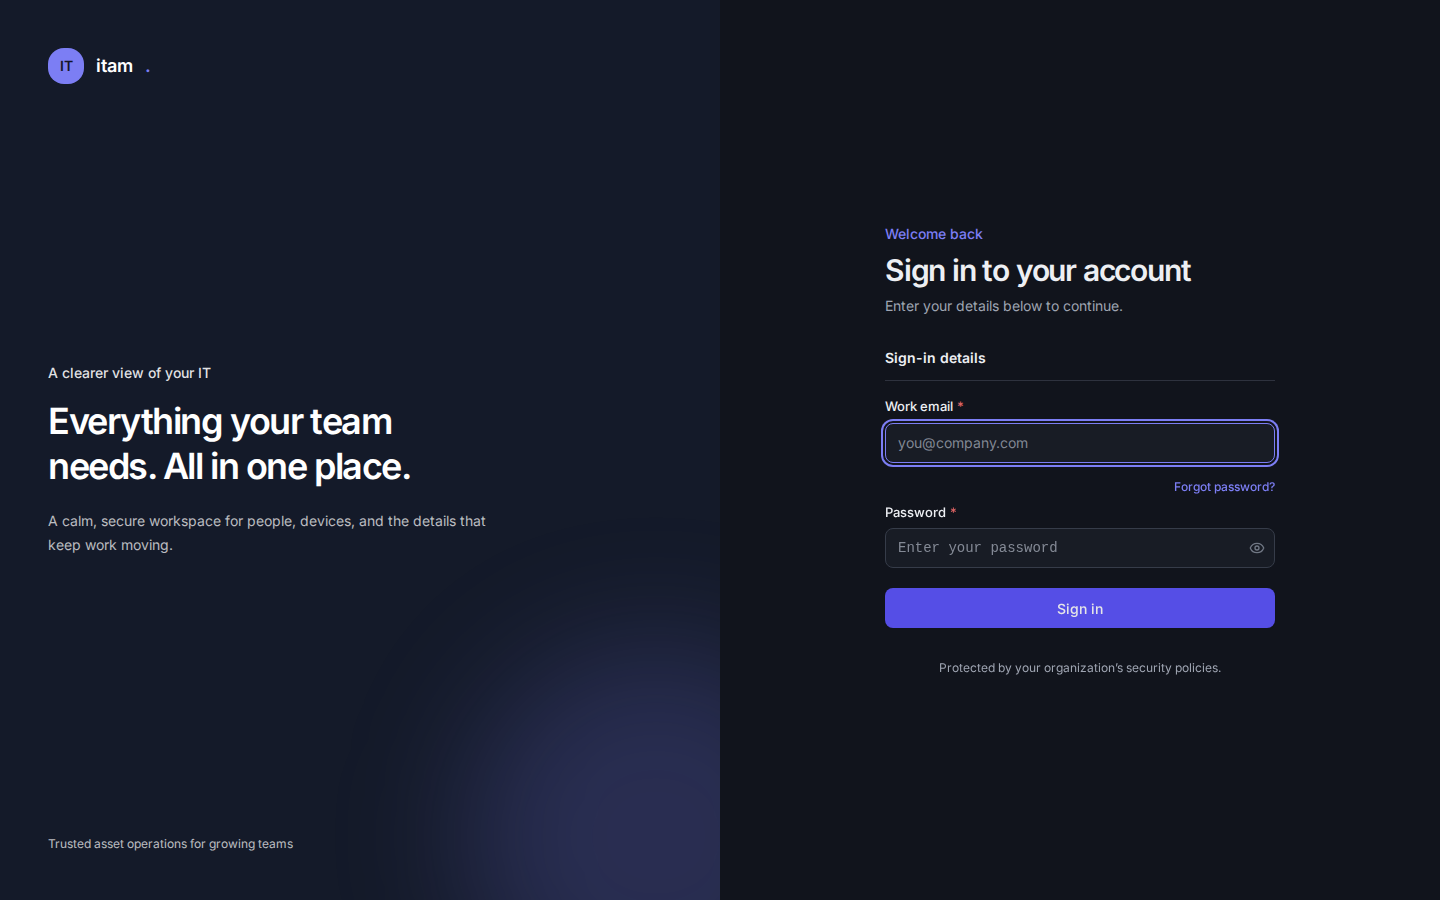 IT itam .
A clearer view of your IT
Everything your team
needs. All in one place.
A calm, secure workspace for people, devices, and the details that
keep work moving.
Trusted asset operations for growing teams
Welcome back
Sign in to your account
Enter your details below to continue.
Sign-in details
Work email *
you@company.com
Forgot password?
Password *
Enter your password
Sign in
Protected by your organization’s security policies.